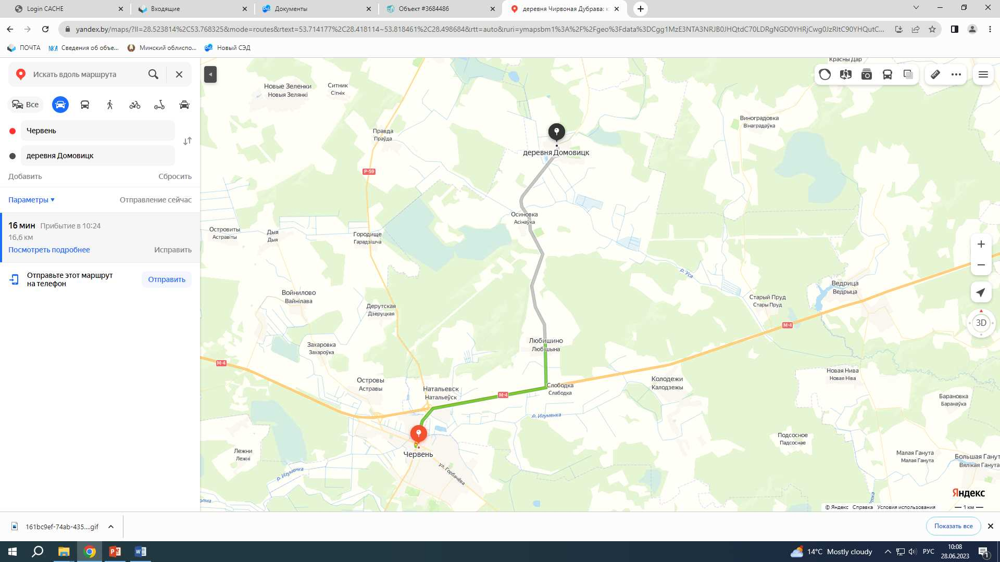 Login CACHE
Входящие
Документы
Объект #3684486
деревня Чирвоная Дубрава: к
yandex.by/maps/?ll=28.523814%2C53.768325&mode=routes&rtext=53.714177%2C28.418114~53.818461%2C28.498684&rtt=auto&ruri=ymapsbm1%3A%2F%2Fgeo%3Fdata%3DCgg1MzE3NTA3NRJB0JHQtdC70LDRgNGD0YHRjCwg0JzRltC90YHQutC...
ПОЧТА
Сведения об объе...
Минский облиспо...
Новый СЭД
Искать вдоль маршрута
Все
Червень
деревня Домовицк
Добавить
Сбросить
Параметры
Отправление сейчас
16 мин Прибытие в 10:24
16,6 км
Посмотреть подробнее
Исправить
Отправьте этот маршрут
на телефон
Отправить
Красны Дар
Новые Зеленки
Новыя Зелянкі
Ситник
Сітнік
Правда
Праўда
Виноградовка
Вінаградаўка
деревня Домовицк
Р-59
Осиновка
Асінаўка
Островиты
Астравіты
Дыя
Дыя
Городище
Гарадзішча
р. Уса
Ведрица
Ведрыца
Войнилово
Вайнілава
Дерутская
Дзеруцкая
Старый Пруд
Стары Пруд
М-4
3D
Захаровка
Захароўка
Любишино
Любішына
М-4
Острова
Астравы
Натальевск
Натальеўск
М-4
Слободка
Слабодка
Колодежи
Калодзежы
Новая Нива
Новая Ніва
Барановка
Баранаўка
р. Игуменка
Подсосное
Падсоснае
Червень
Лежни
Лежні
ул. Горбачёва
р. Игуменка
Малая Ганута
Малая Ганута
Большая Ганут
Вялікая Ганута
Яндекс
© Яндекс Справка Условия использования
1 км
161bc9ef-74ab-435....gif
Показать все
14°C Mostly cloudy
РУС
10:08
28.06.2023
1